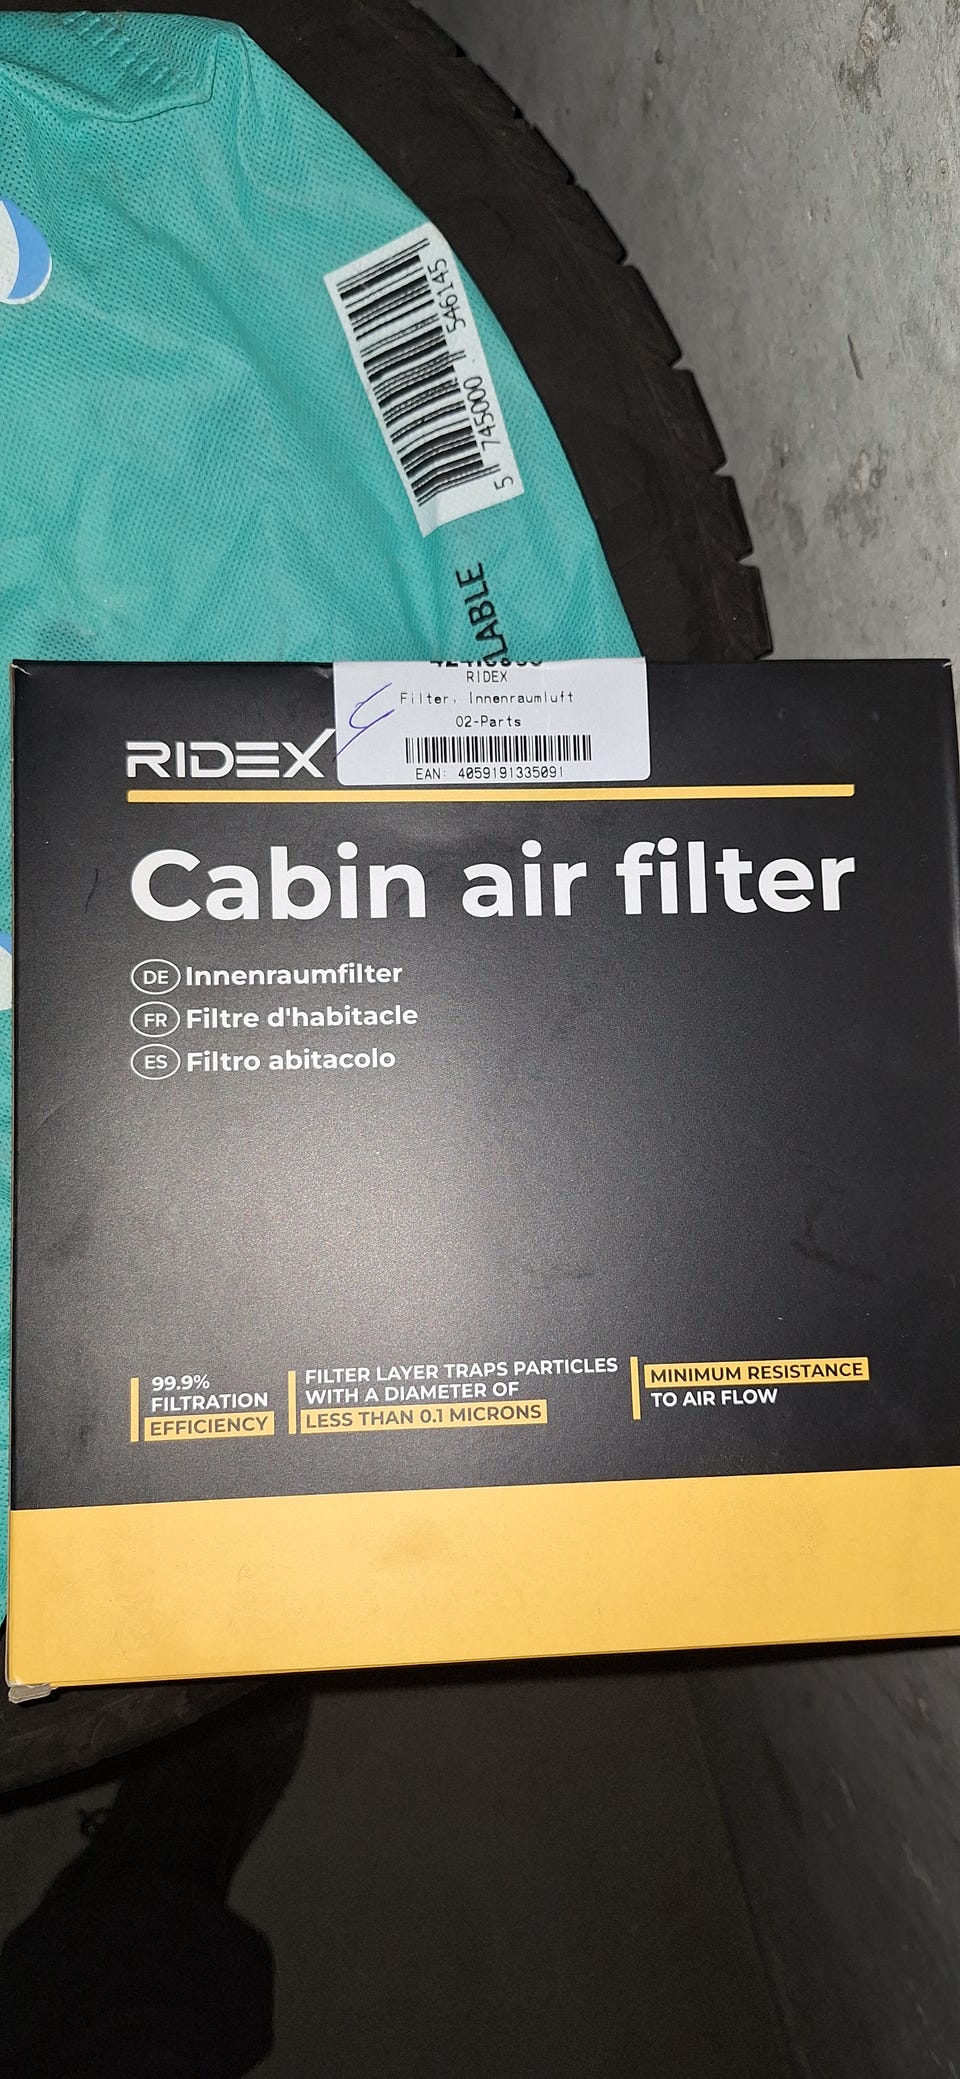 5 745000 546145
LABLE
RIDEX
Filter, Innenraumluft
02-Parts
EAN: 4059191335091
RIDEX
Cabin air filter
DE Innenraumfilter
FR Filtre d'habitacle
ES Filtro abitacolo
99.9%
FILTRATION
EFFICIENCY
FILTER LAYER TRAPS PARTICLES
WITH A DIAMETER OF
LESS THAN 0.1 MICRONS
MINIMUM RESISTANCE
TO AIR FLOW